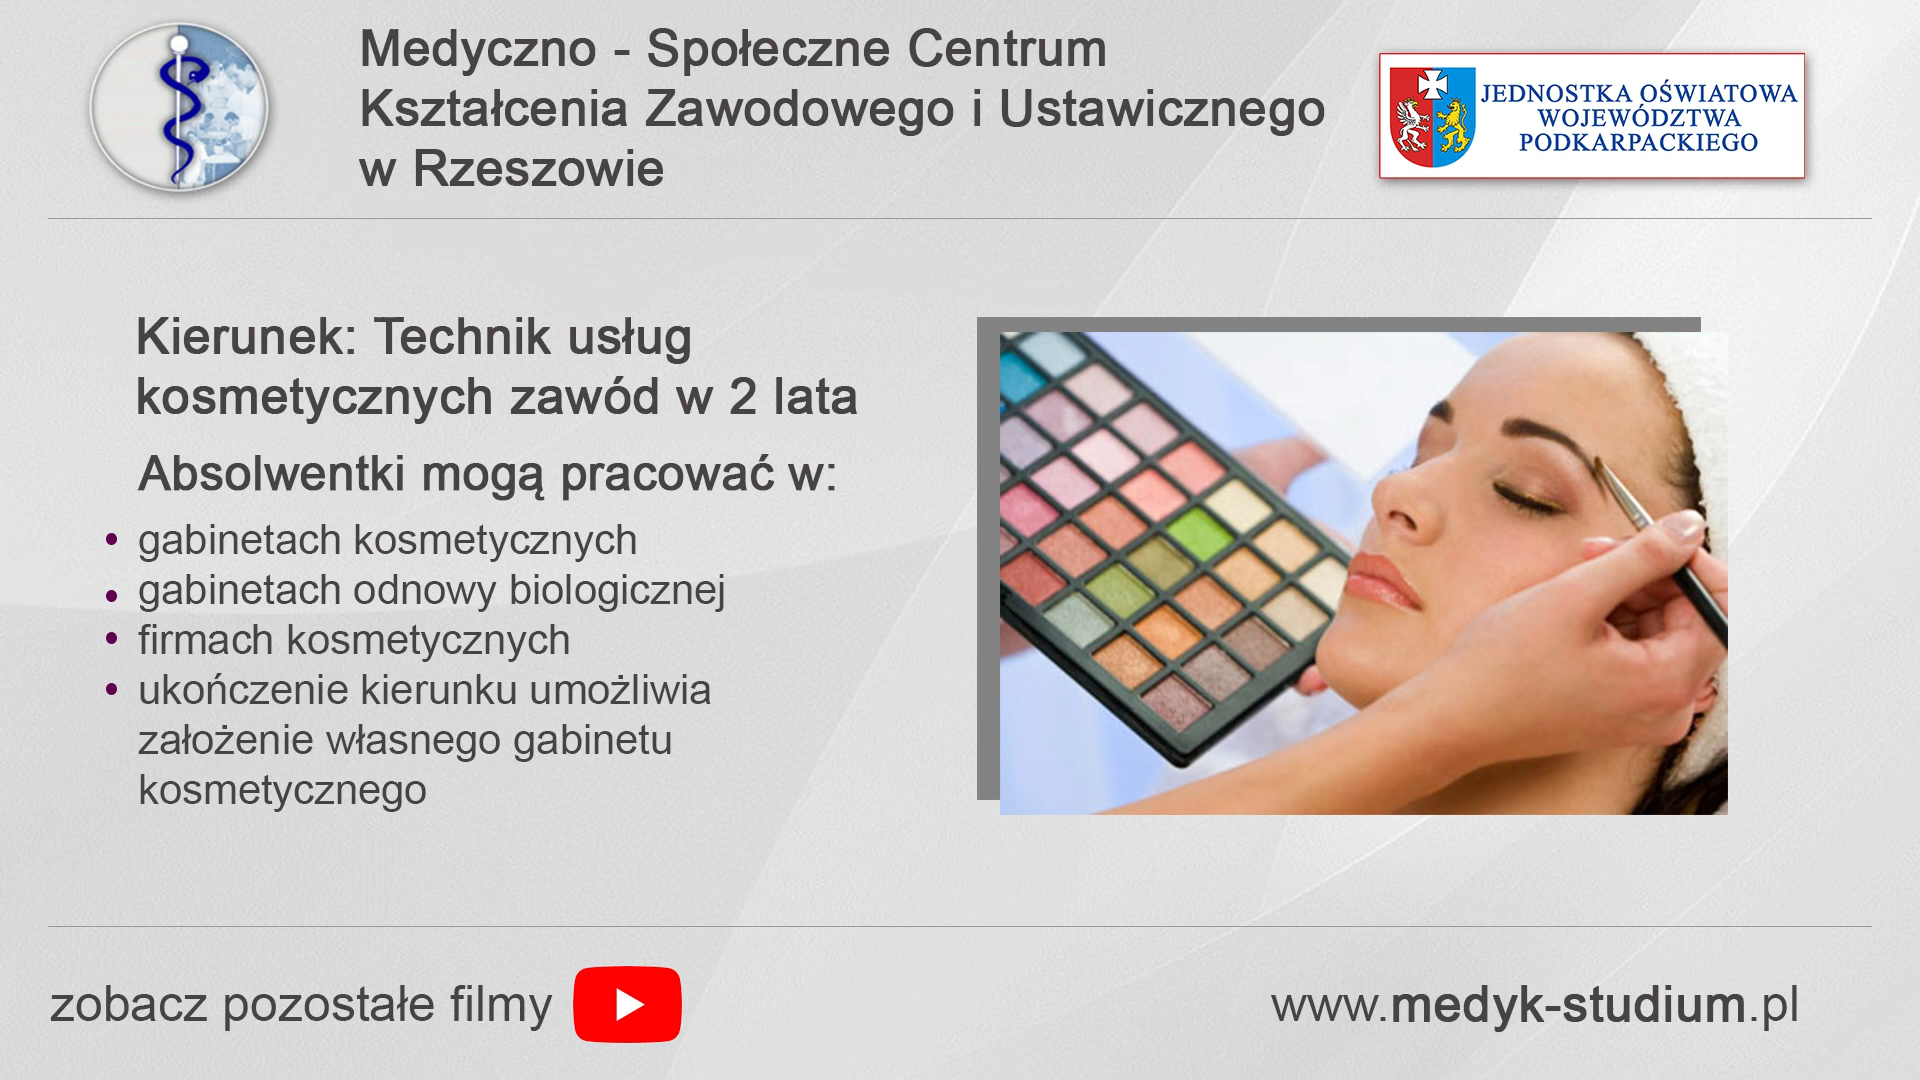 Medyczno - Społeczne Centrum
Kształcenia Zawodowego i Ustawicznego
w Rzeszowie
JEDNOSTKA OŚWIATOWA
WOJEWÓDZTWA
PODKARPACKIEGO
Kierunek: Technik usług
kosmetycznych zawód w 2 lata
Absolwentki mogą pracować w:
• gabinetach kosmetycznych
• gabinetach odnowy biologicznej
• firmach kosmetycznych
• ukończenie kierunku umożliwia
założenie własnego gabinetu
kosmetycznego
zobacz pozostałe filmy
www.medyk-studium.pl